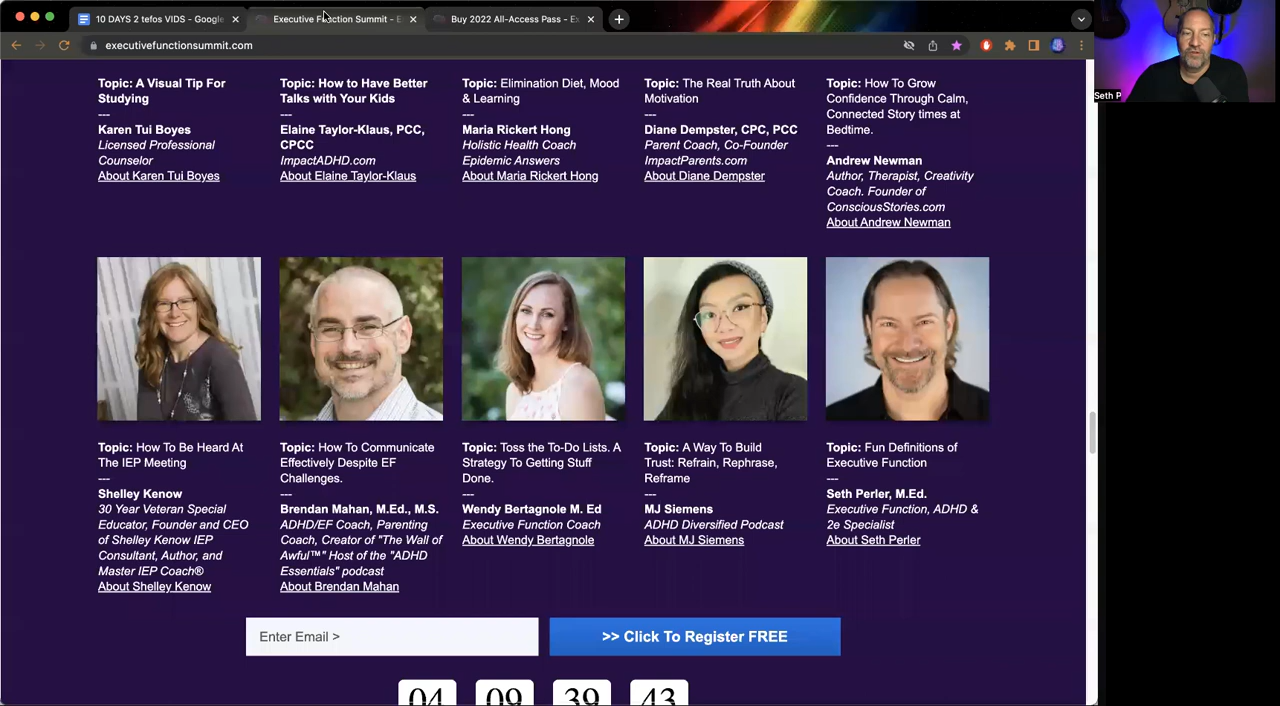 10 DAYS 2 tefos VIDS - Google
Executive Function Summit - E
Buy 2022 All-Access Pass - Ex
executivefunctionsummit.com
Seth P
Topic: A Visual Tip For
Studying
---
Karen Tui Boyes
Licensed Professional
Counselor
About Karen Tui Boyes
Topic: How to Have Better
Talks with Your Kids
---
Elaine Taylor-Klaus, PCC,
CPCC
ImpactADHD.com
About Elaine Taylor-Klaus
Topic: Elimination Diet, Mood
& Learning
---
Maria Rickert Hong
Holistic Health Coach
Epidemic Answers
About Maria Rickert Hong
Topic: The Real Truth About
Motivation
---
Diane Dempster, CPC, PCC
Parent Coach, Co-Founder
ImpactParents.com
About Diane Dempster
Topic: How To Grow
Confidence Through Calm,
Connected Story times at
Bedtime.
---
Andrew Newman
Author, Therapist, Creativity
Coach. Founder of
ConsciousStories.com
About Andrew Newman
Topic: How To Be Heard At
The IEP Meeting
---
Shelley Kenow
30 Year Veteran Special
Educator, Founder and CEO
of Shelley Kenow IEP
Consultant, Author, and
Master IEP Coach®
About Shelley Kenow
Topic: How To Communicate
Effectively Despite EF
Challenges.
---
Brendan Mahan, M.Ed., M.S.
ADHD/EF Coach, Parenting
Coach, Creator of "The Wall of
Awful™" Host of the "ADHD
Essentials" podcast
About Brendan Mahan
Topic: Toss the To-Do Lists. A
Strategy To Getting Stuff
Done.
---
Wendy Bertagnole M. Ed
Executive Function Coach
About Wendy Bertagnole
Topic: A Way To Build
Trust: Refrain, Rephrase,
Reframe
---
MJ Siemens
ADHD Diversified Podcast
About MJ Siemens
Topic: Fun Definitions of
Executive Function
---
Seth Perler, M.Ed.
Executive Function, ADHD &
2e Specialist
About Seth Perler
Enter Email >
>> Click To Register FREE
04 09 39 43